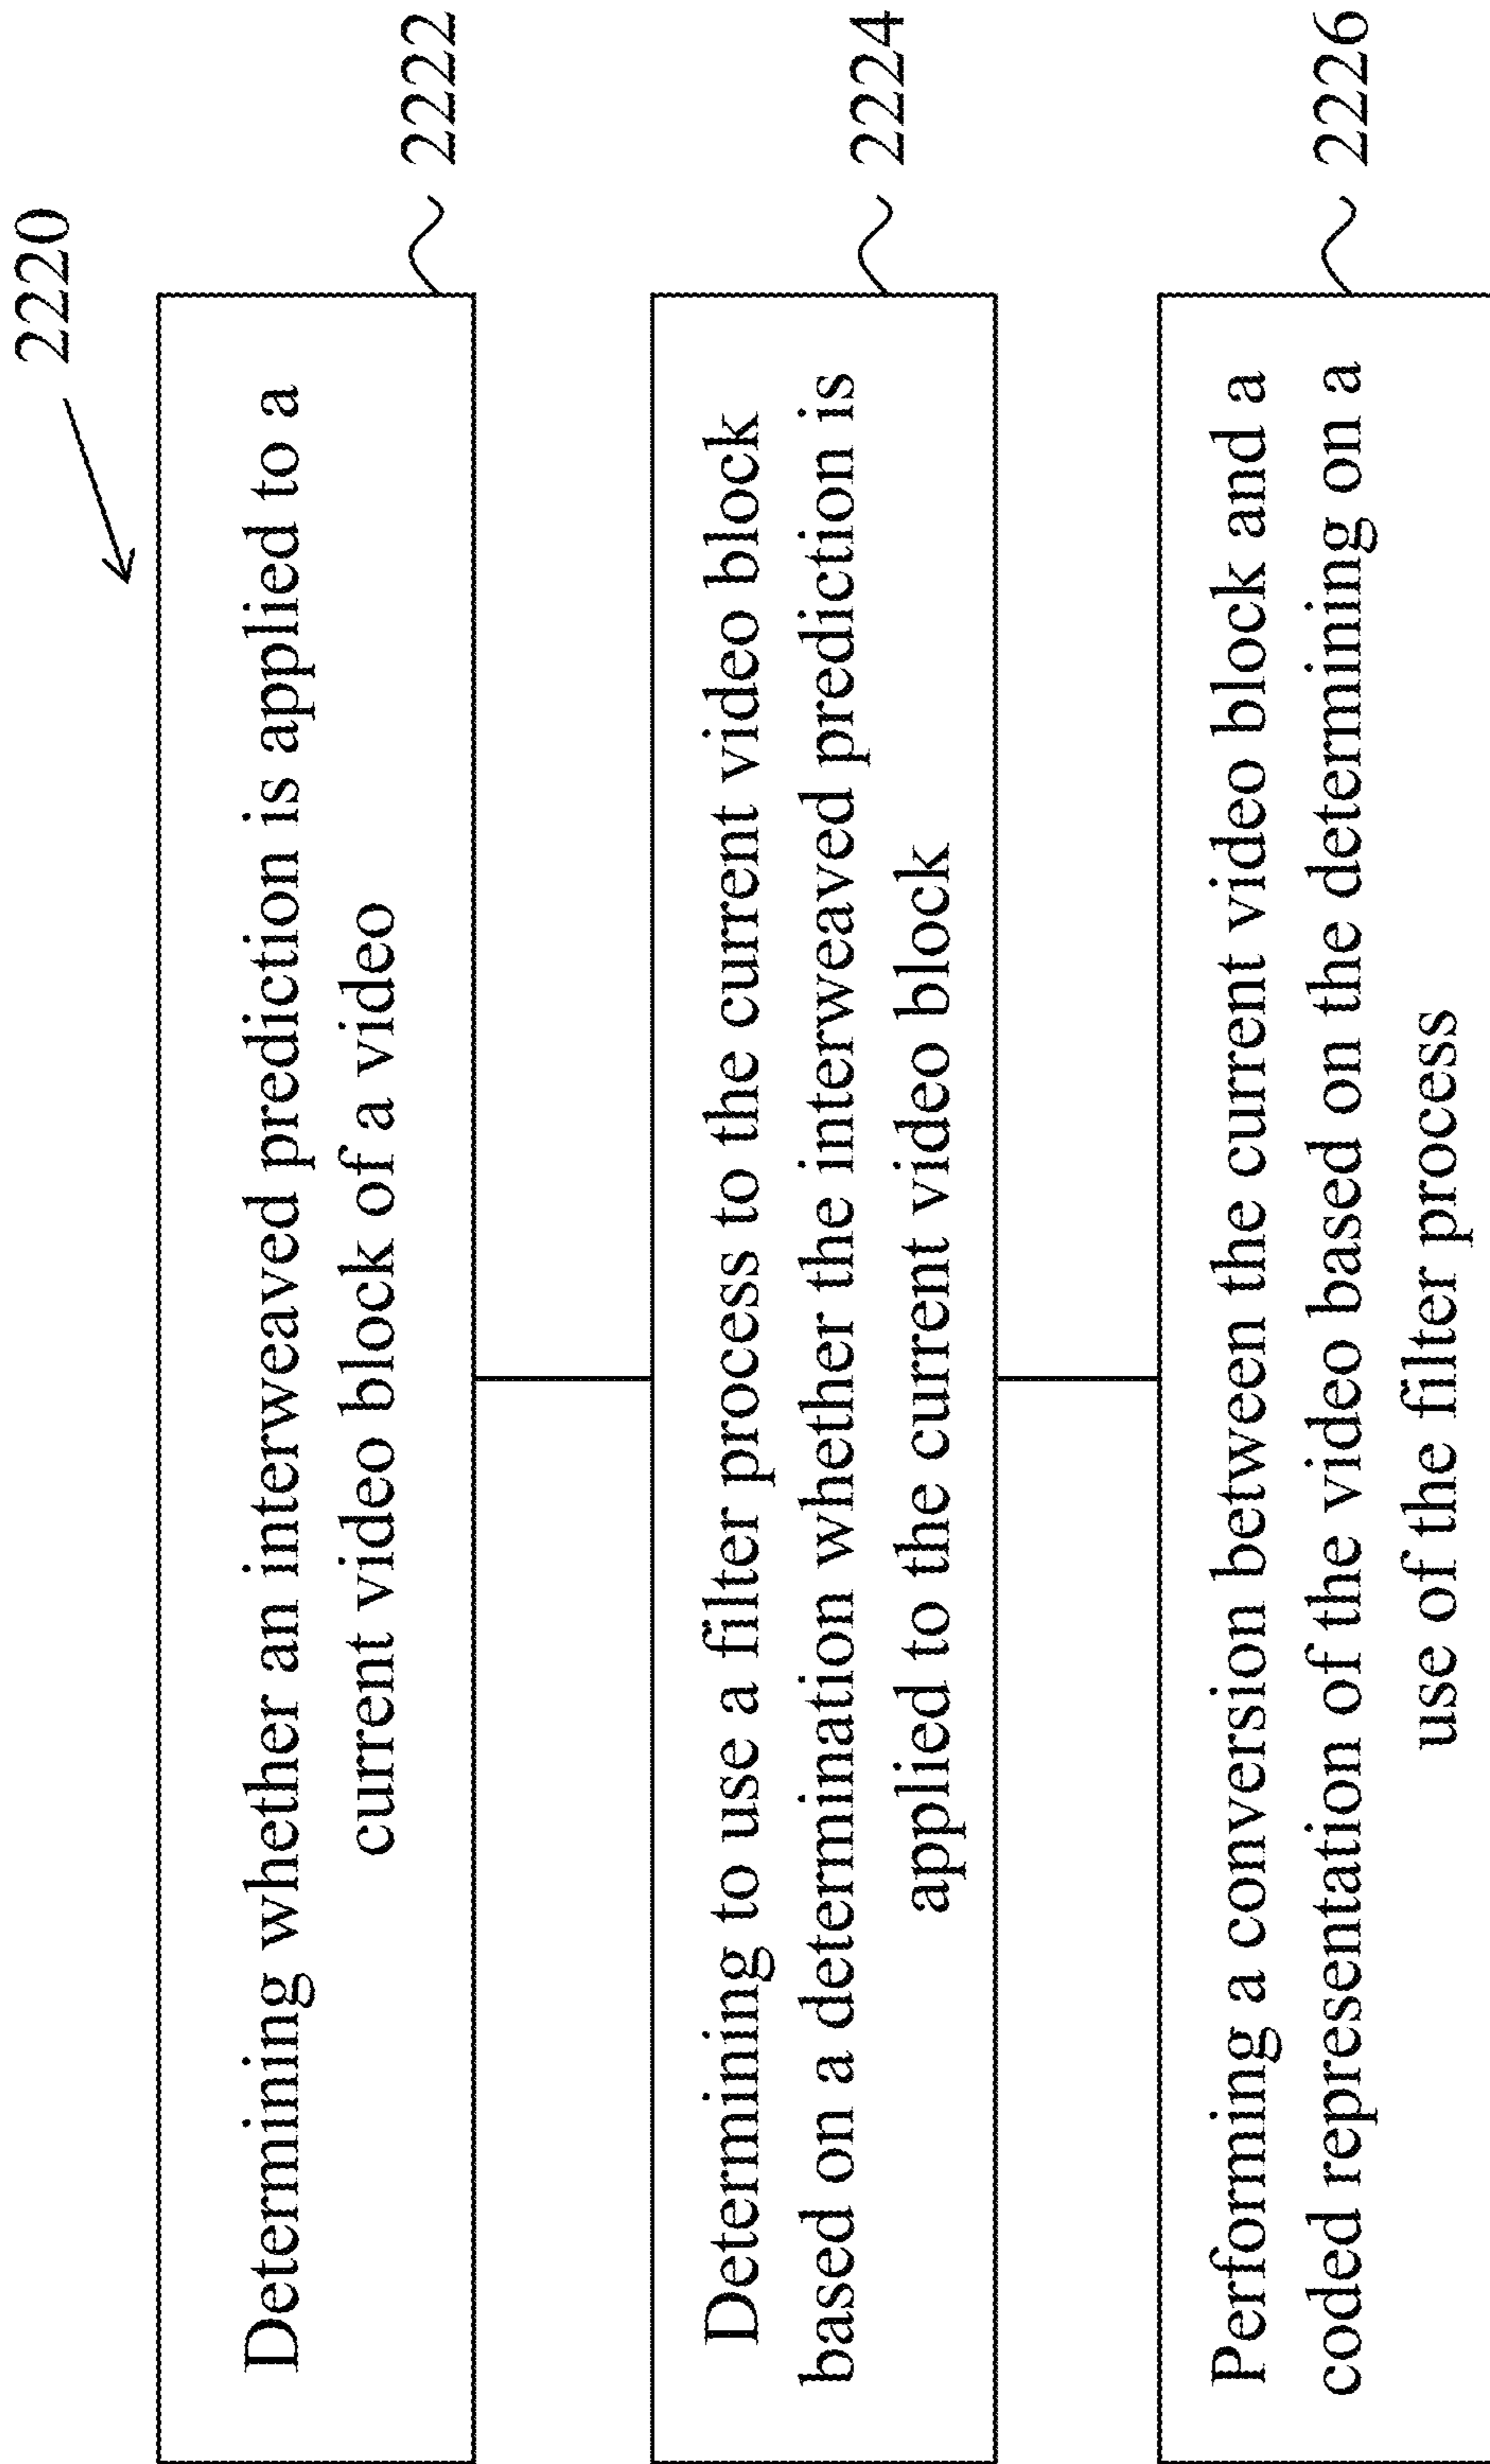 2220
Determining whether an interweaved prediction is applied to a
current video block of a video
2222
Determining to use a filter process to the current video block
based on a determination whether the interweaved prediction is
applied to the current video block
2224
Performing a conversion between the current video block and a
coded representation of the video based on the determining on a
use of the filter process
2226